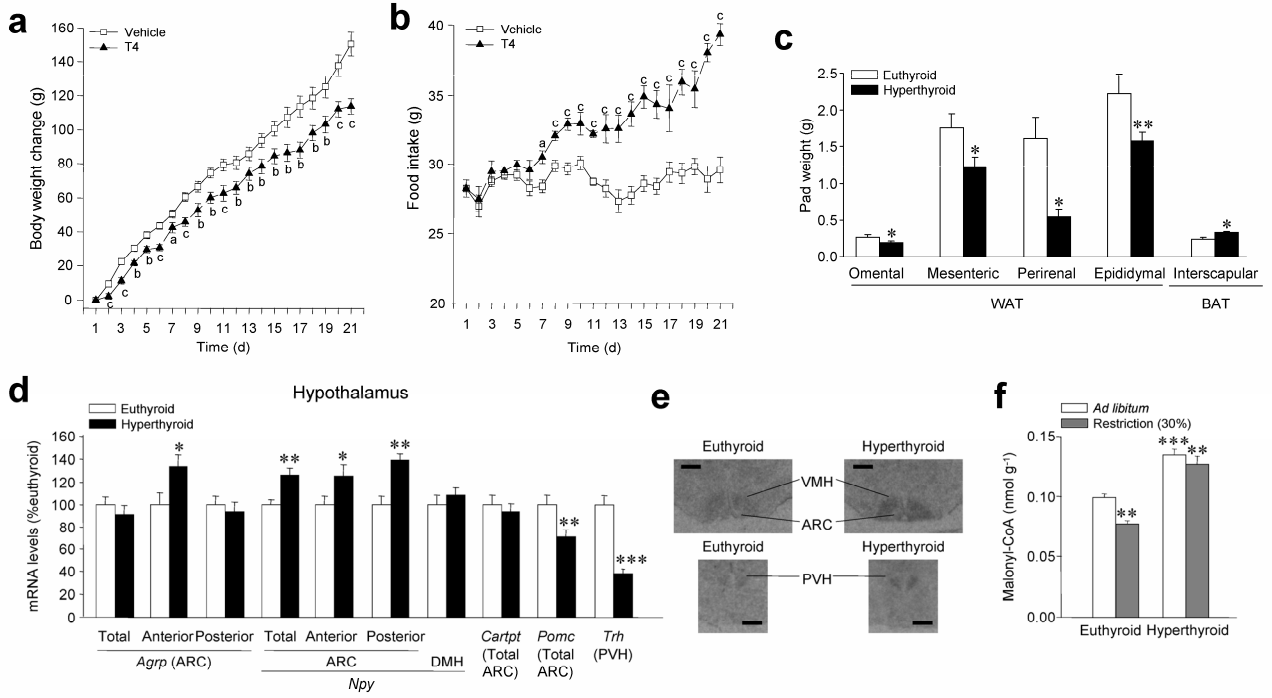 a
160
140
120
100
80
60
40
20
0
Body weight change (g)
Vehicle
T4
c c b b c a c b b c b b b b b b b b c c
1 3 5 7 9 11 13 15 17 19 21
Time (d)
b
40
35
30
25
20
Food intake (g)
Vehicle
T4
a c c c c c c c c c c c c c c
1 3 5 7 9 11 13 15 17 19 21
Time (d)
c
2.5
2.0
1.5
1.0
0.5
0.0
Pad weight (g)
Euthyroid
Hyperthyroid
* * * ** *
Omental Mesenteric Perirenal Epididymal Interscapular
WAT BAT
d
Hypothalamus
Euthyroid
Hyperthyroid
160
140
120
100
80
60
40
20
0
mRNA levels (%euthyroid)
* ** * ** ** ***
Total Anterior Posterior Total Anterior Posterior
Agrp (ARC) ARC DMH
Npy
Cartpt
(Total
ARC)
Pomc
(Total
ARC)
Trh
(PVH)
e
Euthyroid Hyperthyroid
VMH
ARC
Euthyroid Hyperthyroid
PVH
f
Ad libitum
Restriction (30%)
0.15
0.10
0.05
0.00
Malonyl-CoA (nmol g⁻¹)
** *** **
Euthyroid Hyperthyroid